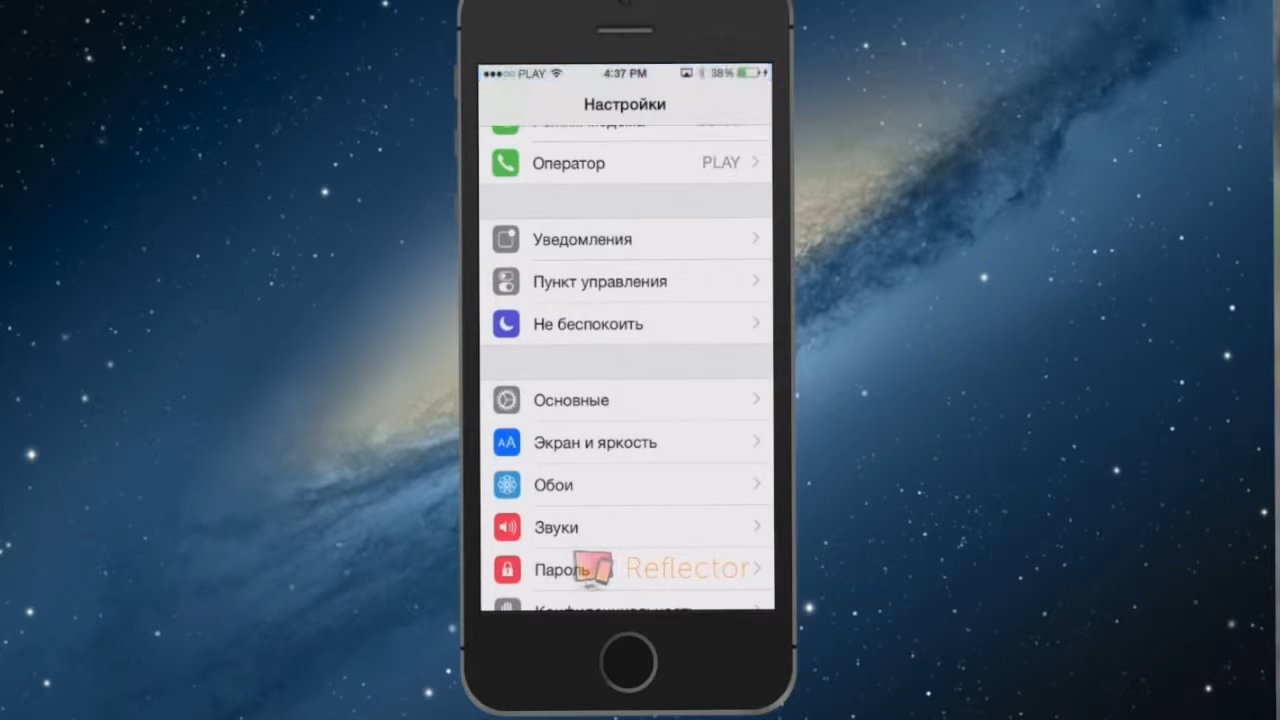 PLAY 4:37 PM 38%
Настройки
Оператор PLAY
Уведомления
Пункт управления
Не беспокоить
Основные
Экран и яркость
AA
Обои
Звуки
Пароль
Reflector